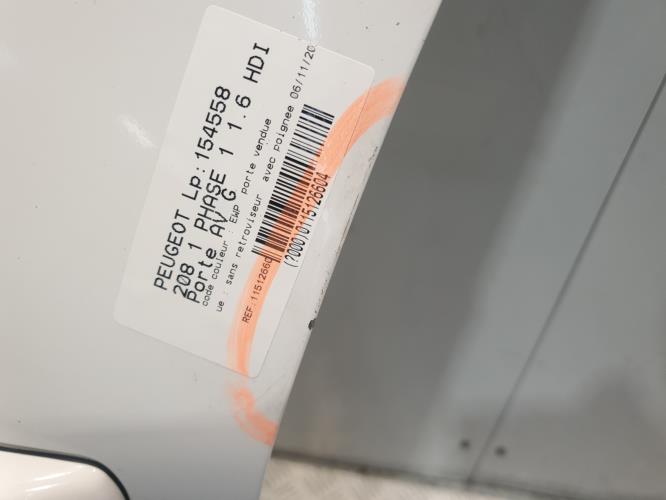 PEUGEOT Lp:154558
208 1 PHASE 1 1.6 HDI
Porte AV G
code couleur : EWP porte vendue
ue : sans retroviseur avec poignee 06/11/20
REF:1151266
(2000)0115126604